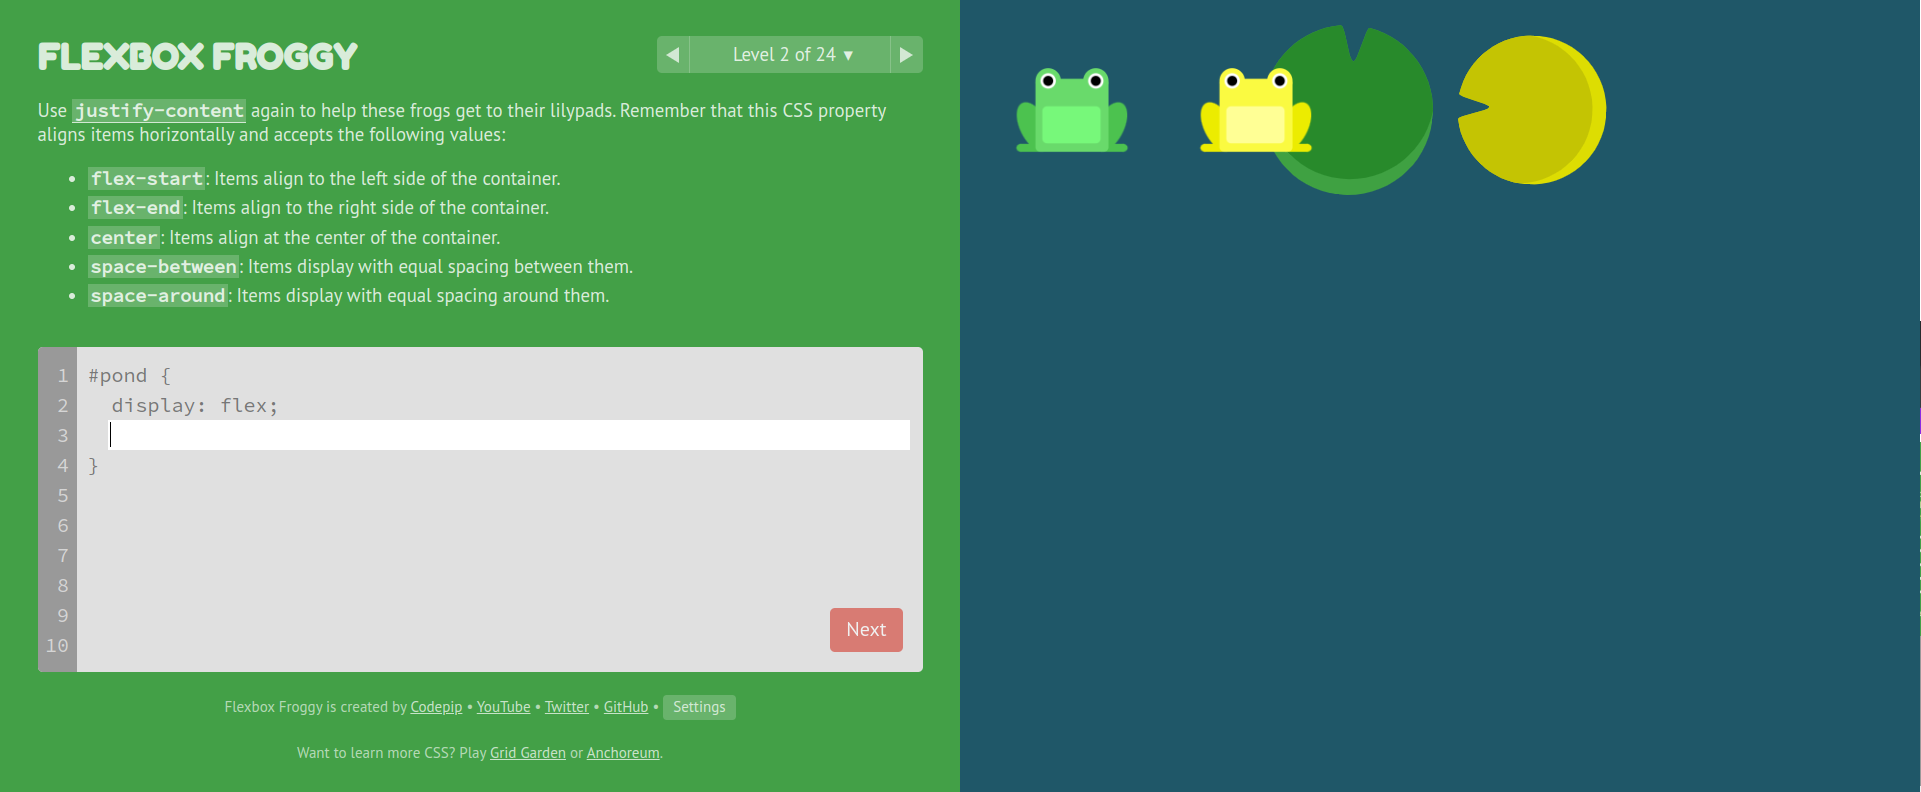 FLEXBOX FROGGY
◀ Level 2 of 24 ▼ ▶
Use justify-content again to help these frogs get to their lilypads. Remember that this CSS property
aligns items horizontally and accepts the following values:
• flex-start: Items align to the left side of the container.
• flex-end: Items align to the right side of the container.
• center: Items align at the center of the container.
• space-between: Items display with equal spacing between them.
• space-around: Items display with equal spacing around them.
1 #pond {
2 display: flex;
3
4 }
5
6
7
8
9
10
Next
Flexbox Froggy is created by Codepip • YouTube • Twitter • GitHub • Settings
Want to learn more CSS? Play Grid Garden or Anchoreum.